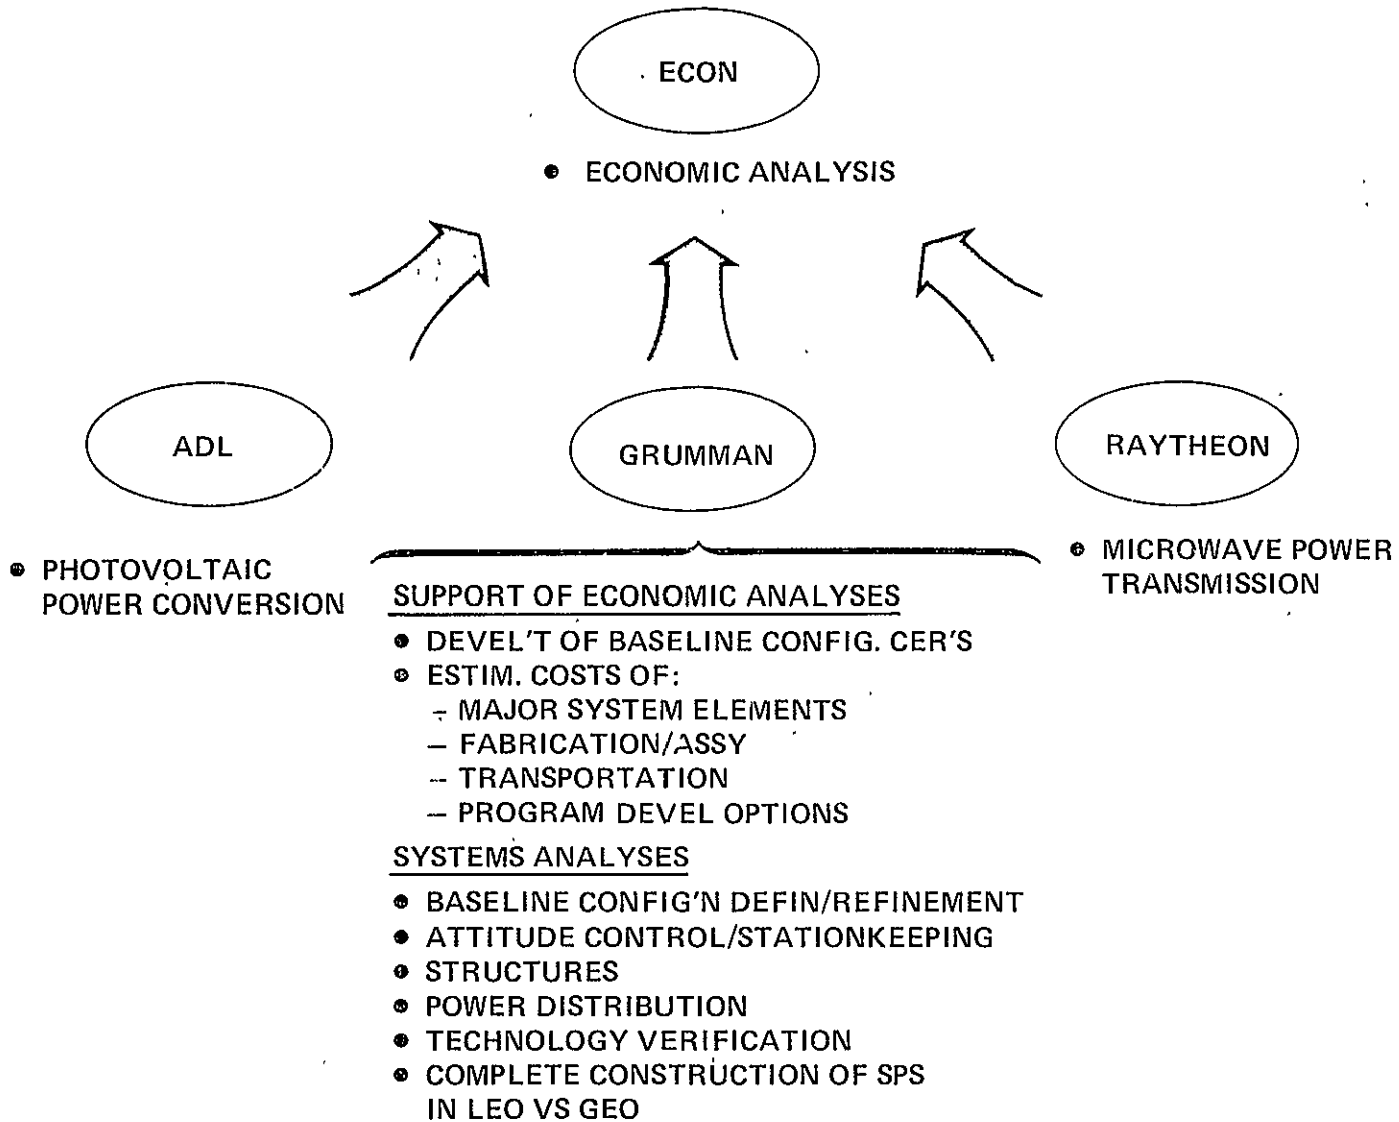 ECON
● ECONOMIC ANALYSIS
ADL
GRUMMAN
RAYTHEON
● PHOTOVOLTAIC
POWER CONVERSION
● MICROWAVE POWER
TRANSMISSION
SUPPORT OF ECONOMIC ANALYSES
● DEVEL'T OF BASELINE CONFIG. CER'S
● ESTIM. COSTS OF:
– MAJOR SYSTEM ELEMENTS
– FABRICATION/ASSY
– TRANSPORTATION
– PROGRAM DEVEL OPTIONS
SYSTEMS ANALYSES
● BASELINE CONFIG'N DEFIN/REFINEMENT
● ATTITUDE CONTROL/STATIONKEEPING
● STRUCTURES
● POWER DISTRIBUTION
● TECHNOLOGY VERIFICATION
● COMPLETE CONSTRUCTION OF SPS
IN LEO VS GEO